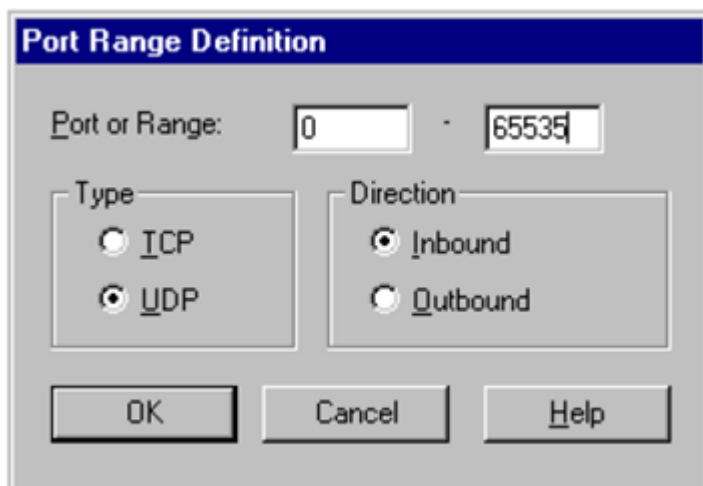 Port Range Definition
Port or Range: 0 - 65535
Type Direction
TCP Inbound
UDP Outbound
OK Cancel Help